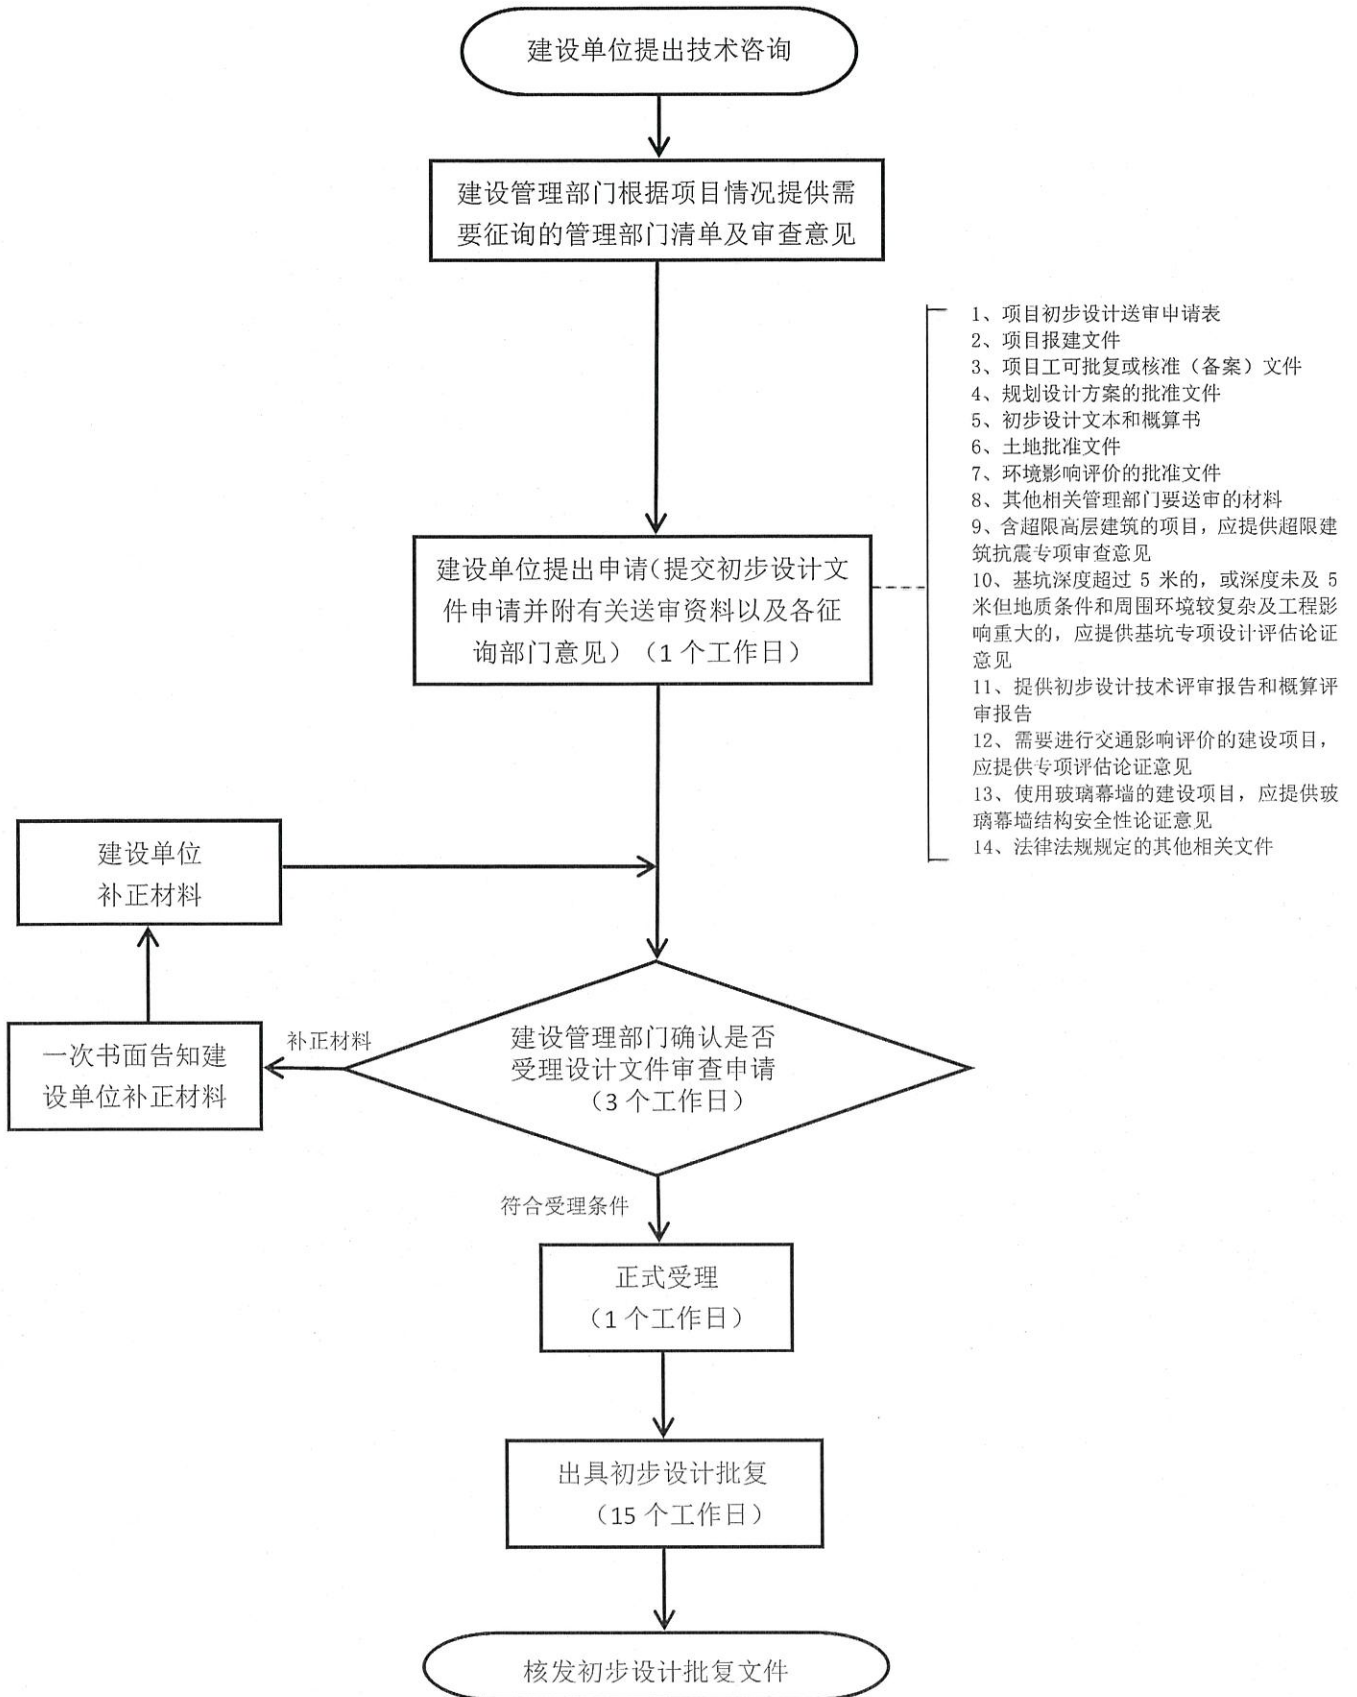 建设单位提出技术咨询
建设管理部门根据项目情况提供需
要征询的管理部门清单及审查意见
1、项目初步设计送审申请表
2、项目报建文件
3、项目工可批复或核准（备案）文件
4、规划设计方案的批准文件
5、初步设计文本和概算书
6、土地批准文件
7、环境影响评价的批准文件
8、其他相关管理部门要送审的材料
9、含超限高层建筑的项目，应提供超限建
筑抗震专项审查意见
10、基坑深度超过 5 米的，或深度未及 5
米但地质条件和周围环境较复杂及工程影
响重大的，应提供基坑专项设计评估论证
意见
11、提供初步设计技术评审报告和概算评
审报告
12、需要进行交通影响评价的建设项目，
应提供专项评估论证意见
13、使用玻璃幕墙的建设项目，应提供玻
璃幕墙结构安全性论证意见
14、法律法规规定的其他相关文件
建设单位提出申请（提交初步设计文
件申请并附有关送审资料以及各征
询部门意见）（1 个工作日）
建设单位
补正材料
一次书面告知建
设单位补正材料
补正材料
建设管理部门确认是否
受理设计文件审查申请
（3 个工作日）
符合受理条件
正式受理
（1 个工作日）
出具初步设计批复
（15 个工作日）
核发初步设计批复文件